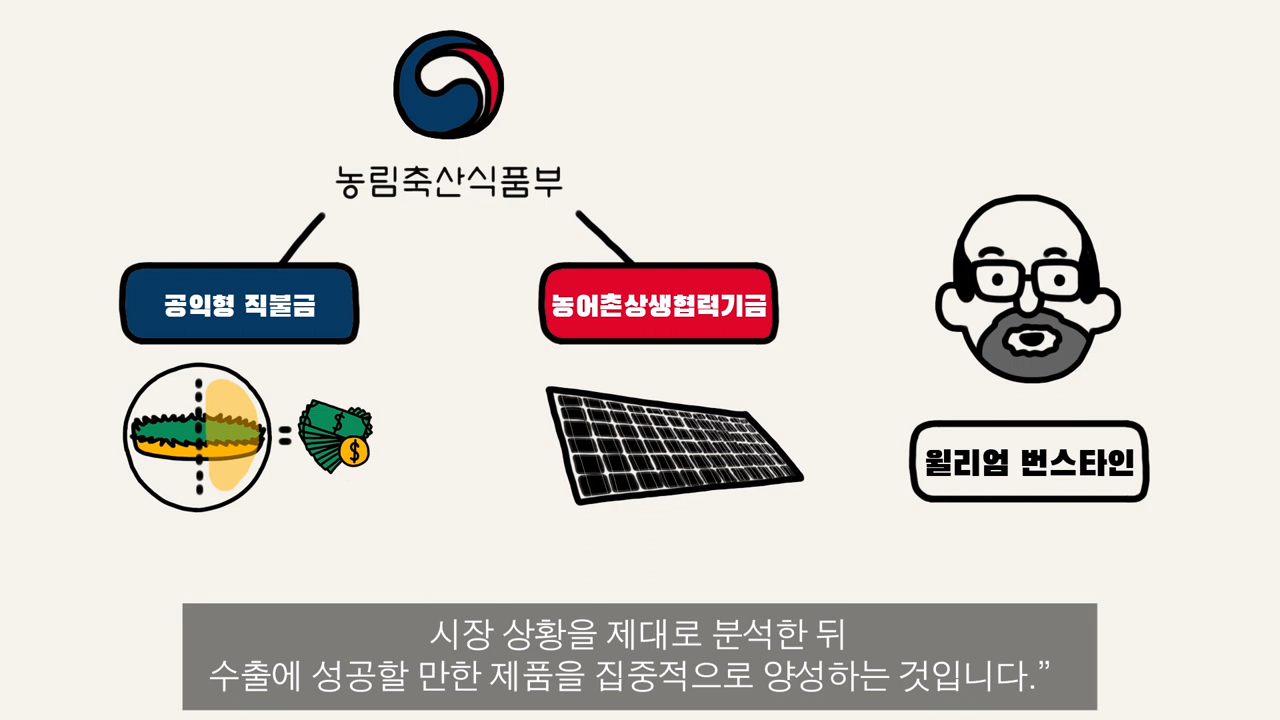 농림축산식품부
공익형 직불금
농어촌상생협력기금
윌리엄 번스타인
시장 상황을 제대로 분석한 뒤
수출에 성공할 만한 제품을 집중적으로 양성하는 것입니다.”